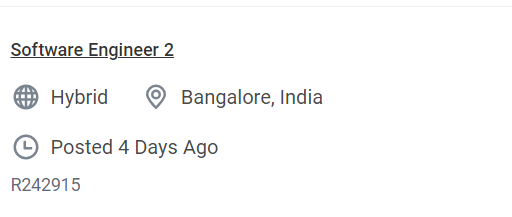 Software Engineer 2
Hybrid Bangalore, India
Posted 4 Days Ago
R242915